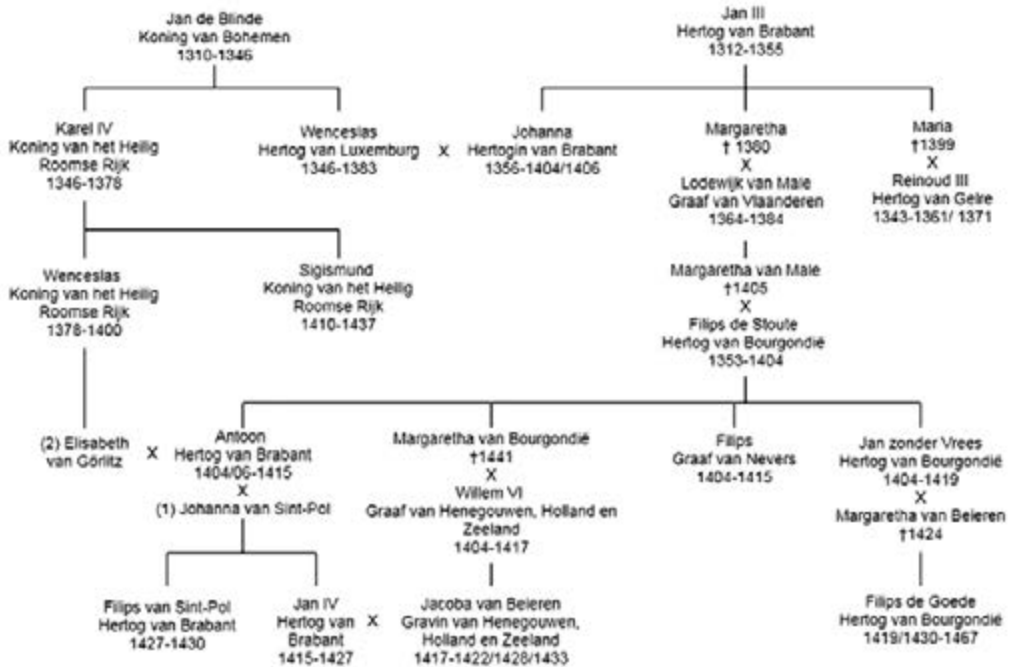 Jan de Blinde
Koning van Bohemen
1310-1346
Jan III
Hertog van Brabant
1312-1355
Karel IV
Koning van het Heilig
Roomse Rijk
1346-1378
Wenceslas
Hertog van Luxemburg
1346-1383
X
Johanna
Hertogin van Brabant
1356-1404/1406
Margaretha
† 1380
X
Lodewijk van Male
Graaf van Vlaanderen
1364-1384
Maria
†1399
X
Reinoud III
Hertog van Gelre
1343-1361/ 1371
Wenceslas
Koning van het Heilig
Roomse Rijk
1378-1400
Sigismund
Koning van het Heilig
Roomse Rijk
1410-1437
Margaretha van Male
†1405
X
Filips de Stoute
Hertog van Bourgondië
1353-1404
(2) Elisabeth
van Görlitz
X
Antoon
Hertog van Brabant
1404/06-1415
X
(1) Johanna van Sint-Pol
Margaretha van Bourgondië
†1441
X
Willem VI
Graaf van Henegouwen, Holland en
Zeeland
1404-1417
Filips
Graaf van Nevers
1404-1415
Jan zonder Vrees
Hertog van Bourgondië
1404-1419
X
Margaretha van Beieren
†1424
Filips van Sint-Pol
Hertog van Brabant
1427-1430
Jan IV
Hertog van
Brabant
1415-1427
X
Jacoba van Beieren
Gravin van Henegouwen,
Holland en Zeeland
1417-1422/1428/1433
Filips de Goede
Hertog van Bourgondië
1419/1430-1467